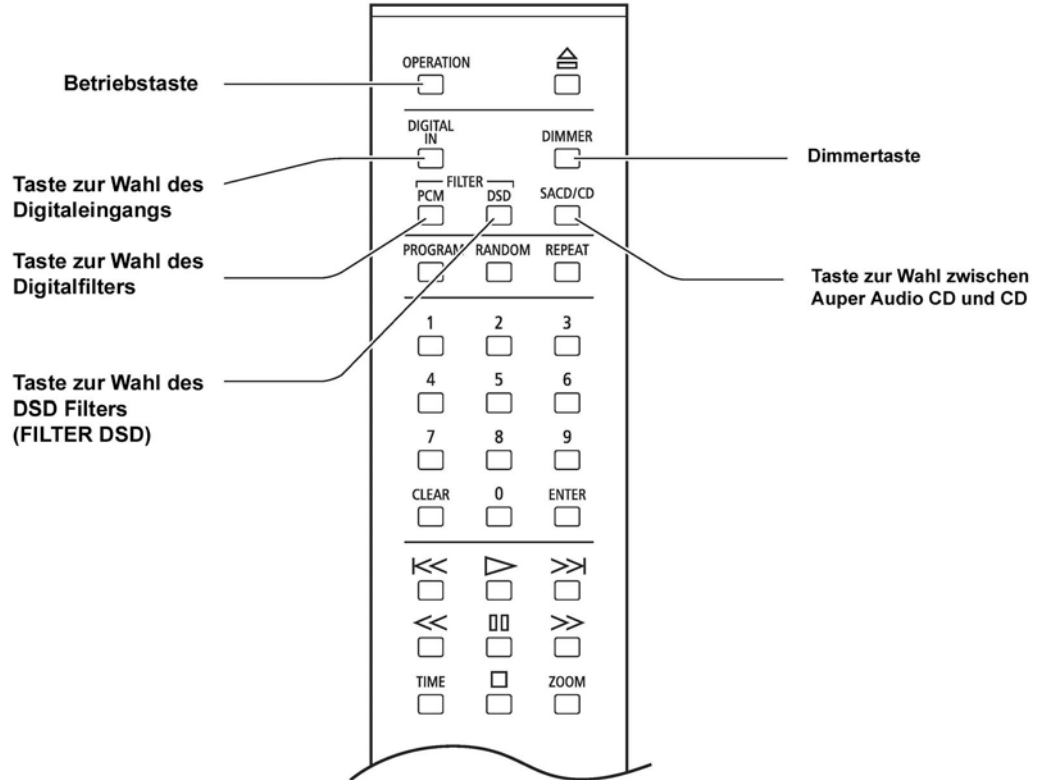 OPERATION
Betriebstaste
DIGITAL
IN
DIMMER
Dimmertaste
Taste zur Wahl des
Digitaleingangs
FILTER
PCM
DSD
SACD/CD
Taste zur Wahl des
Digitalfilters
PROGRAM RANDOM REPEAT
Taste zur Wahl zwischen
Auper Audio CD und CD
1 2 3
Taste zur Wahl des
DSD Filters
(FILTER DSD)
4 5 6
7 8 9
CLEAR 0 ENTER
TIME ZOOM